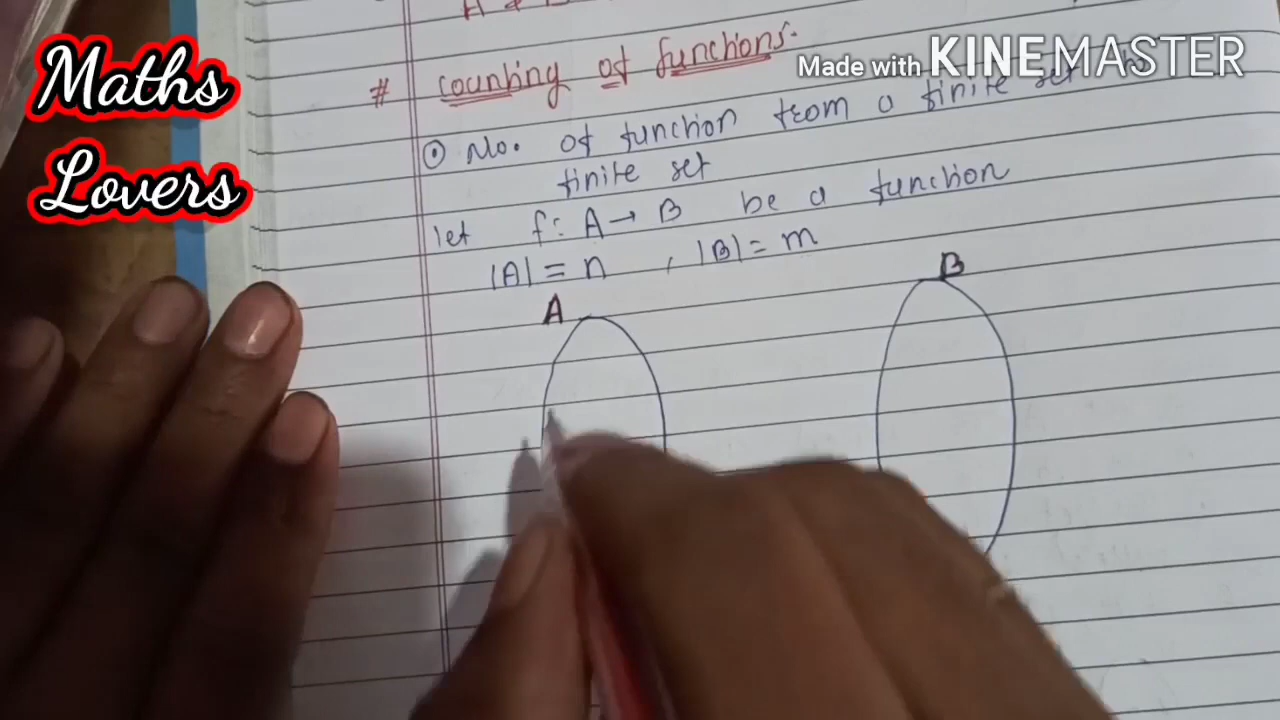 # Counting of functions.
⊙ No. of function from a finite set to
finite set
let f: A → B be a function
|A| = n , |B| = m
A
B
Maths
Lovers
Made with KINEMASTER